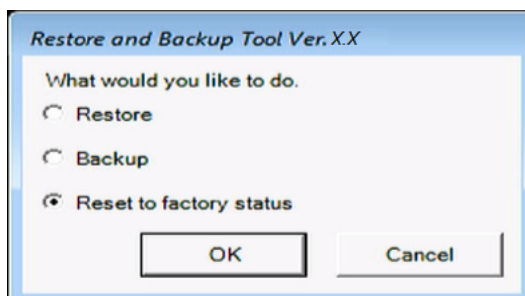 Restore and Backup Tool Ver. X.X
What would you like to do.
Restore
Backup
Reset to factory status
OK Cancel